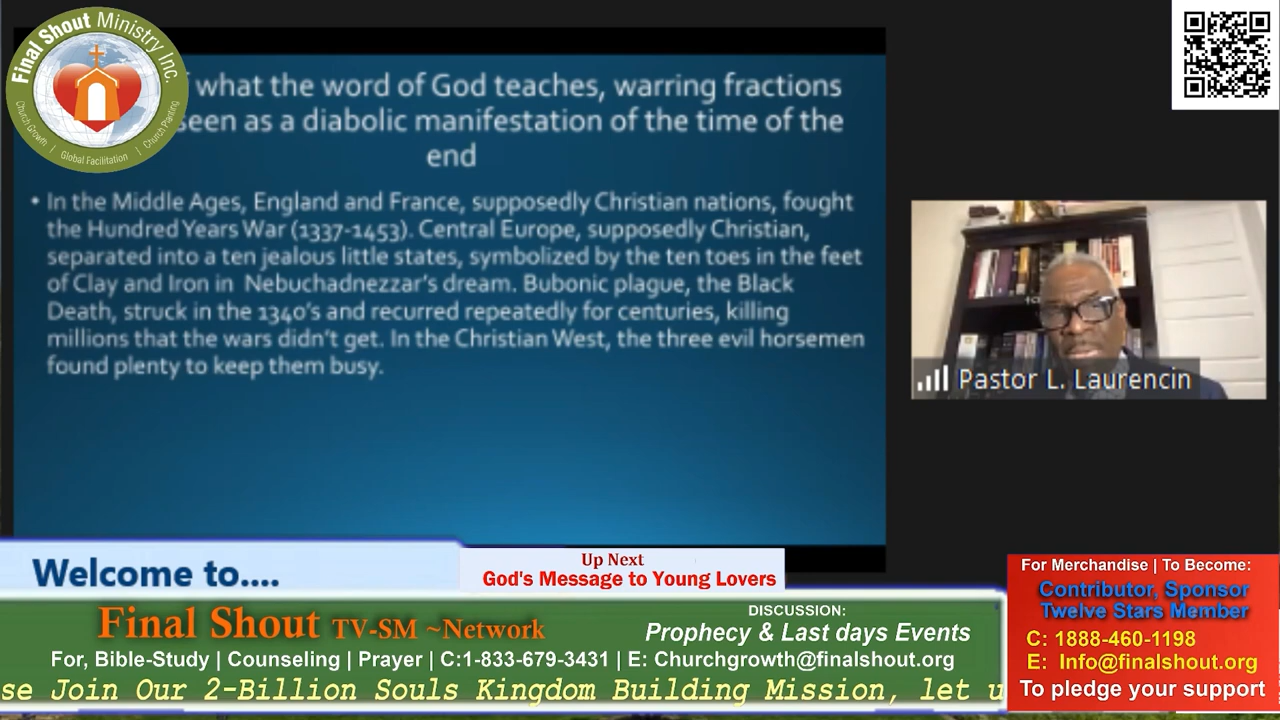 Final Shout Ministry Inc.
Church Growth | Global Facilitation | Church Planting
what the word of God teaches, warring fractions
seen as a diabolic manifestation of the time of the
end
• In the Middle Ages, England and France, supposedly Christian nations, fought
the Hundred Years War (1337-1453). Central Europe, supposedly Christian,
separated into a ten jealous little states, symbolized by the ten toes in the feet
of Clay and Iron in Nebuchadnezzar's dream. Bubonic plague, the Black
Death, struck in the 1340's and recurred repeatedly for centuries, killing
millions that the wars didn't get. In the Christian West, the three evil horsemen
found plenty to keep them busy.
Pastor L. Laurencin
Welcome to....
Up Next
God's Message to Young Lovers
Final Shout TV-SM ~Network
DISCUSSION:
Prophecy & Last days Events
For, Bible-Study | Counseling | Prayer | C:1-833-679-3431 | E: Churchgrowth@finalshout.org
se Join Our 2-Billion Souls Kingdom Building Mission, let u
For Merchandise | To Become:
Contributor, Sponsor
Twelve Stars Member
C: 1888-460-1198
E: Info@finalshout.org
To pledge your support